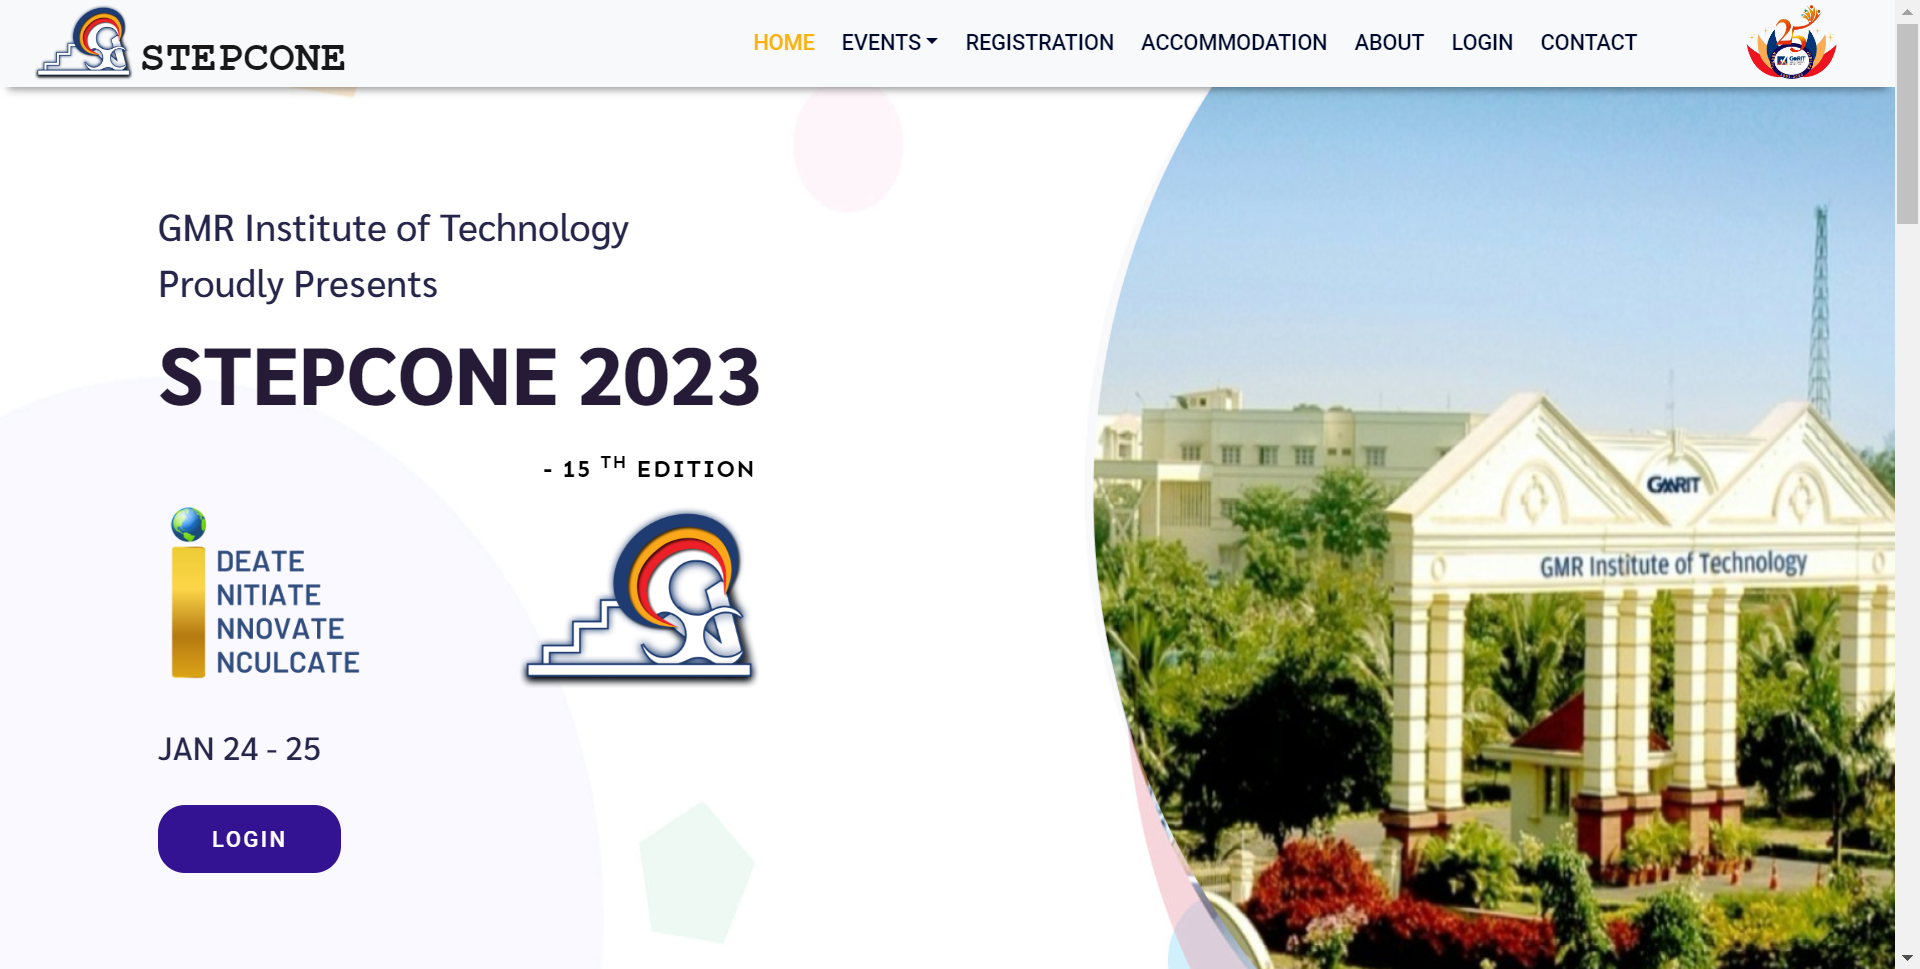 STEPCONE
HOME EVENTS REGISTRATION ACCOMMODATION ABOUT LOGIN CONTACT
25
GMRIT
GMR Institute of Technology
Proudly Presents
STEPCONE 2023
- 15 TH EDITION
i
DEATE
NITIATE
NNOVATE
NCULCATE
JAN 24 - 25
LOGIN
GMRIT
GMR Institute of Technology